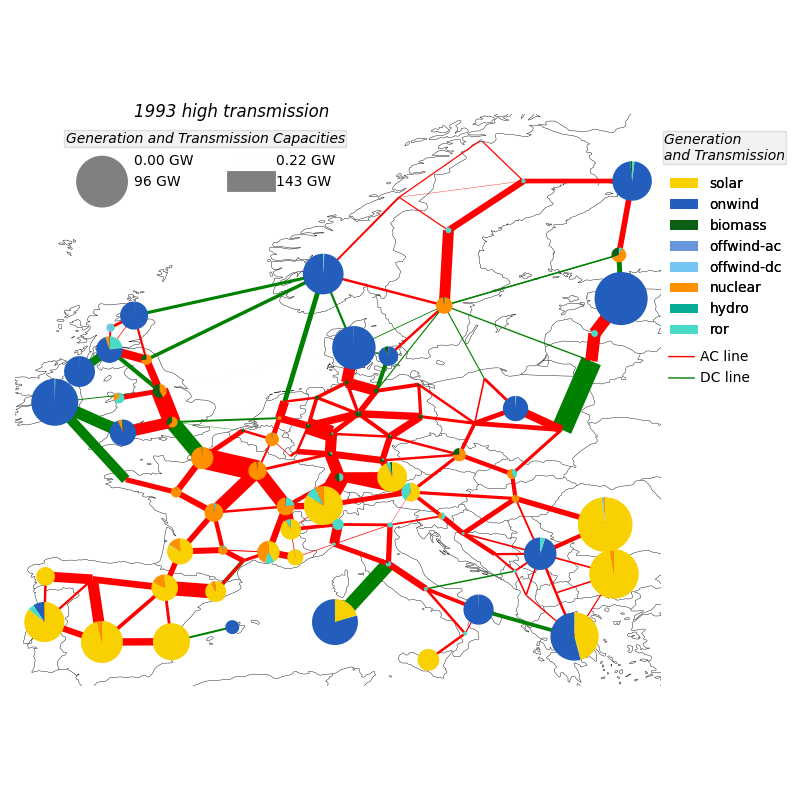 1993 high transmission
Generation and Transmission Capacities
0.00 GW
0.22 GW
96 GW
143 GW
Generation
and Transmission
solar
onwind
biomass
offwind-ac
offwind-dc
nuclear
hydro
ror
AC line
DC line